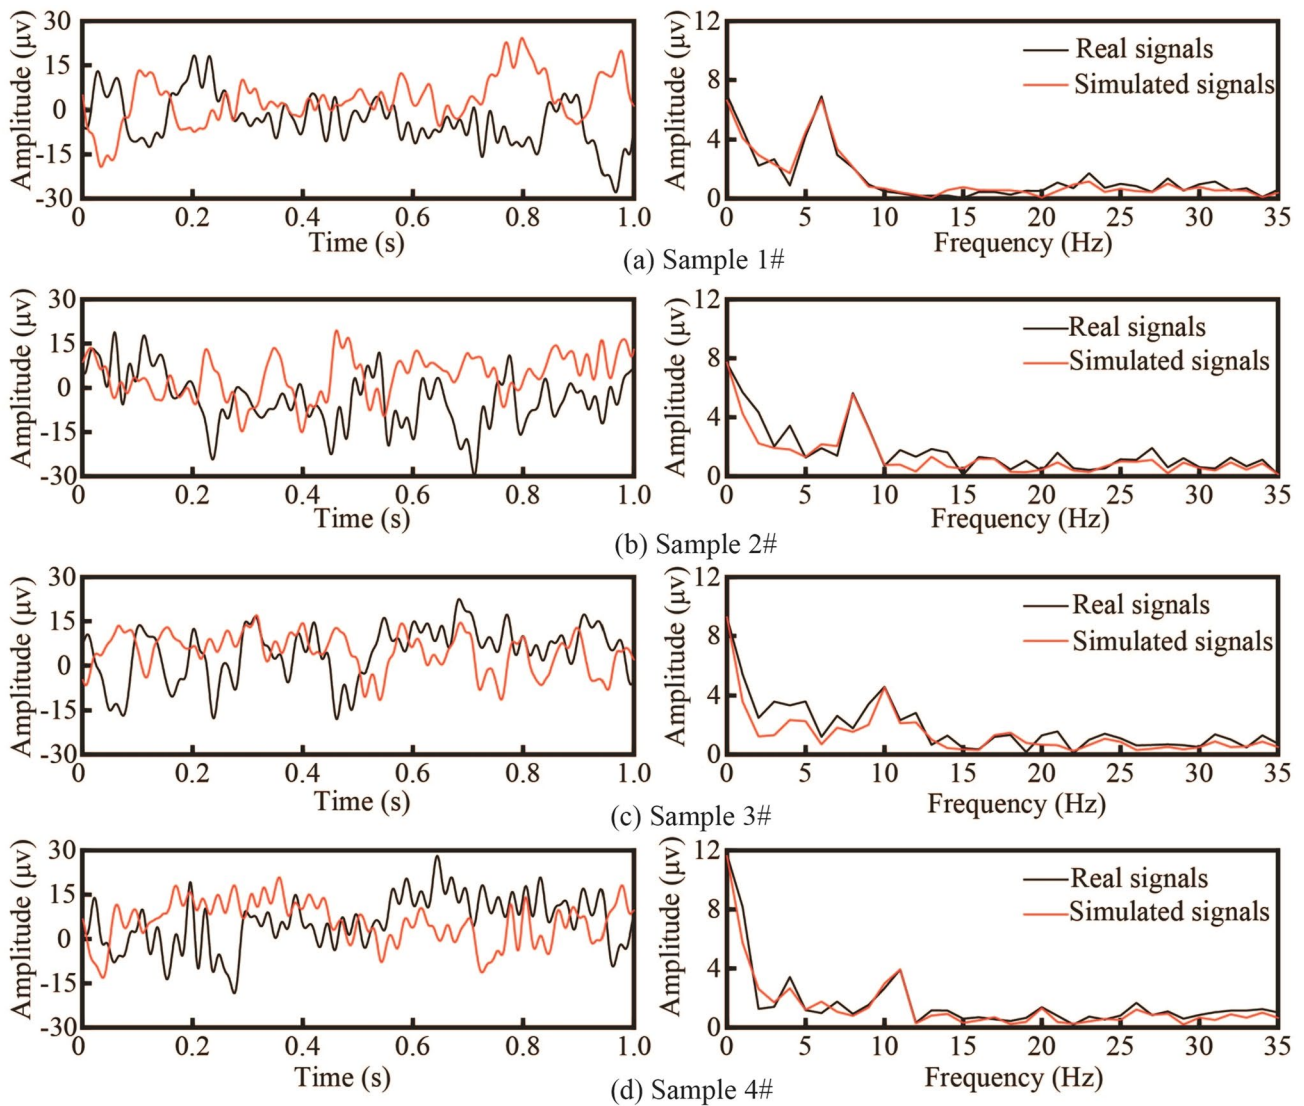 Amplitude (μv)
30
15
0
-15
-30
0 0.2 0.4 0.6 0.8 1.0
Time (s)
Amplitude (μv)
12
8
4
0
0 5 10 15 20 25 30 35
Frequency (Hz)
Real signals
Simulated signals
(a) Sample 1#
Amplitude (μv)
30
15
0
-15
-30
0 0.2 0.4 0.6 0.8 1.0
Time (s)
Amplitude (μv)
12
8
4
0
0 5 10 15 20 25 30 35
Frequency (Hz)
Real signals
Simulated signals
(b) Sample 2#
Amplitude (μv)
30
15
0
-15
-30
0 0.2 0.4 0.6 0.8 1.0
Time (s)
Amplitude (μv)
12
8
4
0
0 5 10 15 20 25 30 35
Frequency (Hz)
Real signals
Simulated signals
(c) Sample 3#
Amplitude (μv)
30
15
0
-15
-30
0 0.2 0.4 0.6 0.8 1.0
Time (s)
Amplitude (μv)
12
8
4
0
0 5 10 15 20 25 30 35
Frequency (Hz)
Real signals
Simulated signals
(d) Sample 4#